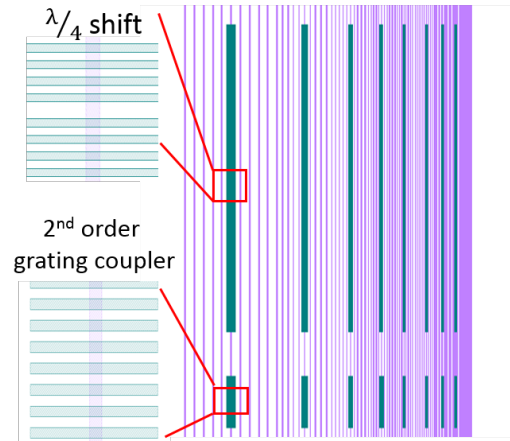 λ/4 shift
2nd order
grating coupler